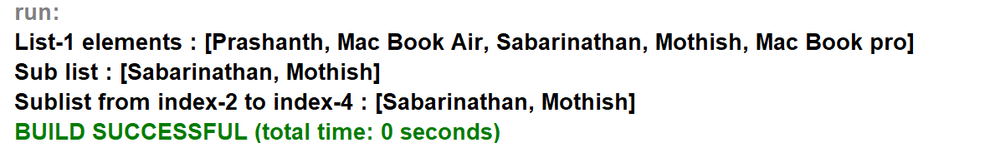 run:
List-1 elements : [Prashanth, Mac Book Air, Sabarinathan, Mothish, Mac Book pro]
Sub list : [Sabarinathan, Mothish]
Sublist from index-2 to index-4 : [Sabarinathan, Mothish]
BUILD SUCCESSFUL (total time: 0 seconds)